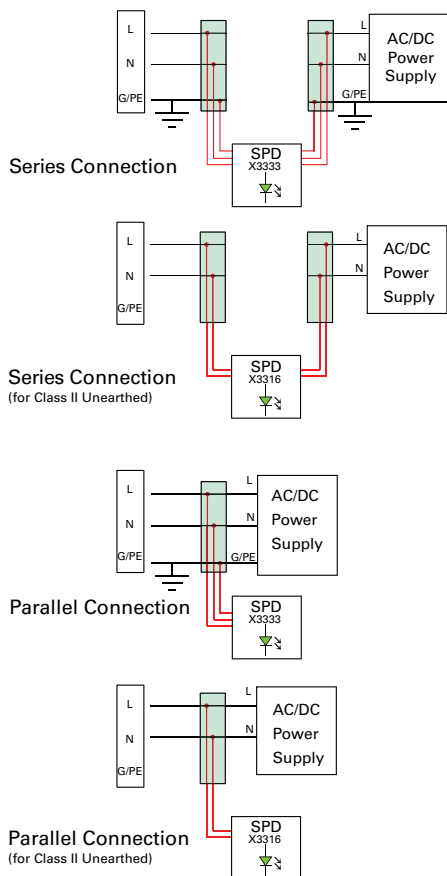 L
N
G/PE
L
N
G/PE
AC/DC
Power
Supply
SPD
X3333
Series Connection
L
N
G/PE
L
N
AC/DC
Power
Supply
SPD
X3316
Series Connection
(for Class II Unearthed)
L
N
G/PE
L
N
G/PE
AC/DC
Power
Supply
SPD
X3333
Parallel Connection
L
N
G/PE
L
N
AC/DC
Power
Supply
SPD
X3316
Parallel Connection
(for Class II Unearthed)